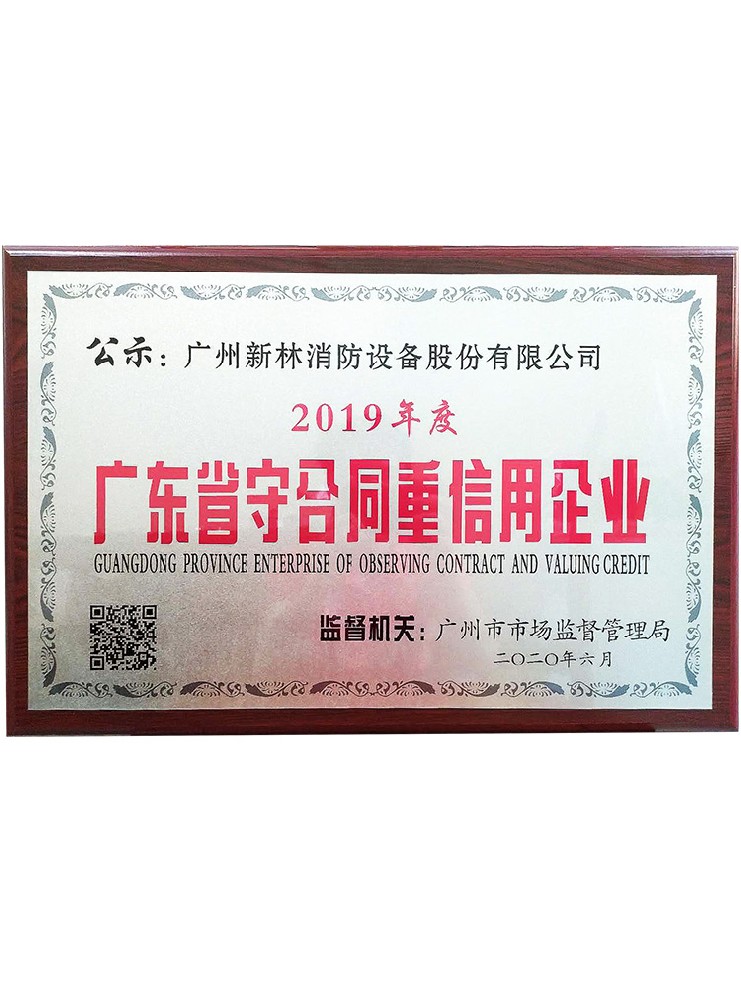 公示：广州新林消防设备股份有限公司
2019年度
广东省守合同重信用企业
GUANGDONG PROVINCE ENTERPRISE OF OBSERVING CONTRACT AND VALUING CREDIT
监督机关：广州市市场监督管理局
二〇二〇年六月